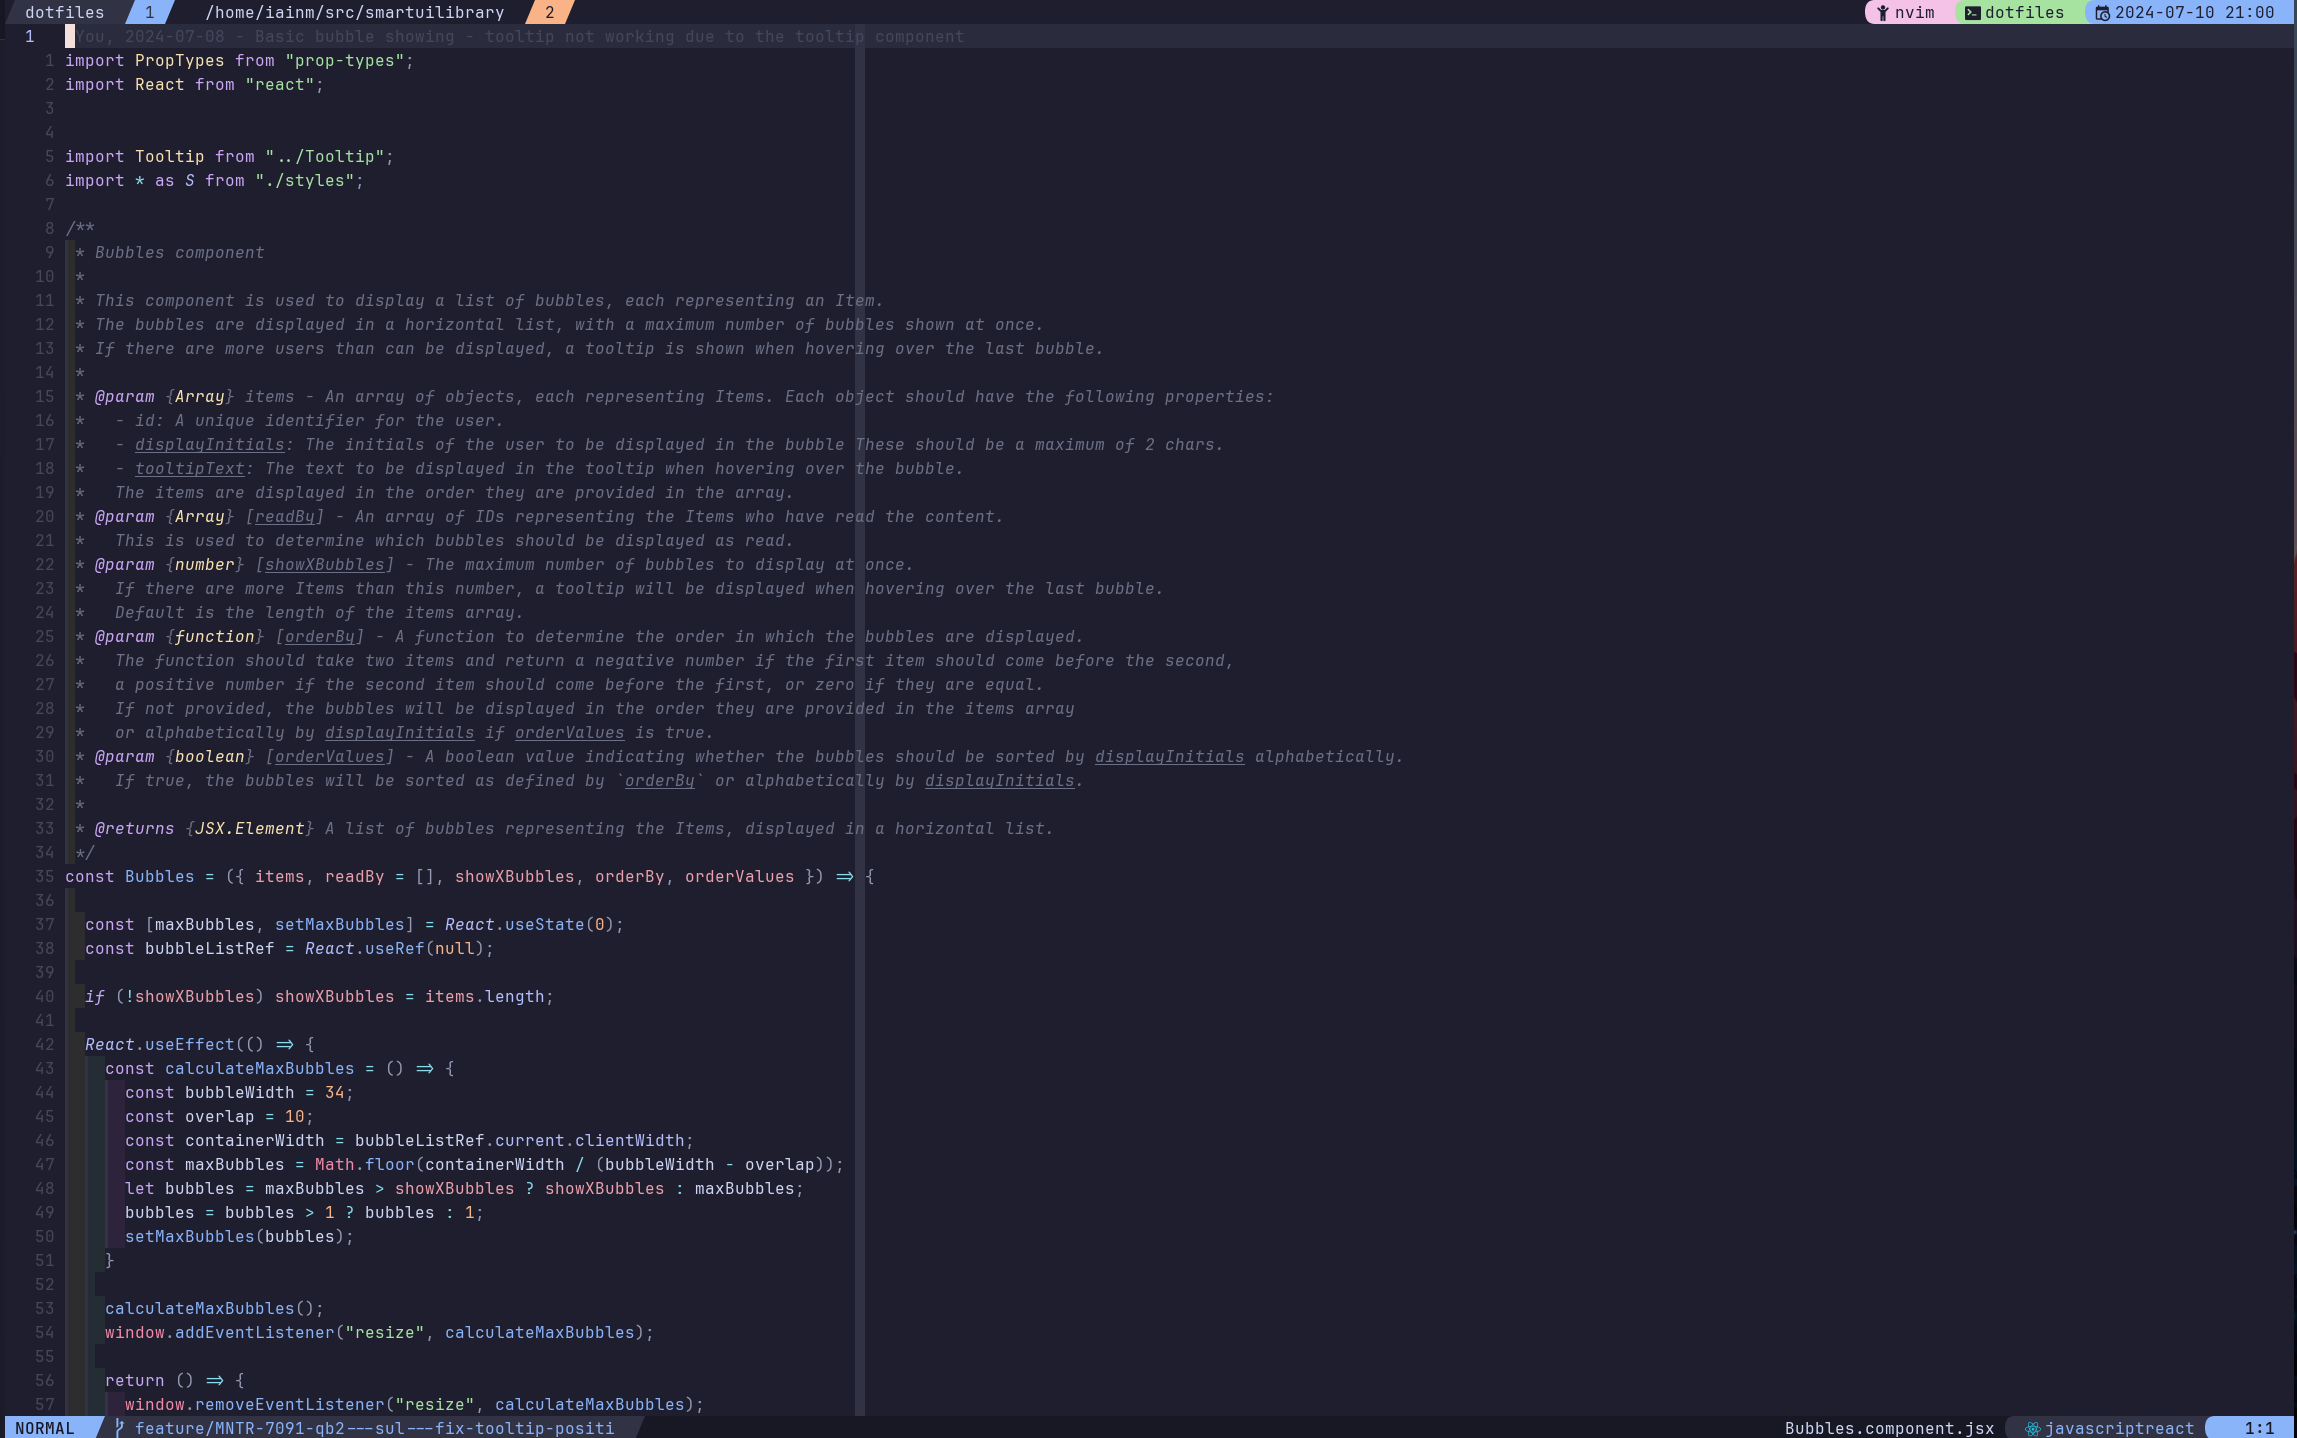 dotfiles 1 /home/iainm/src/smartuilibrary 2 nvim dotfiles 2024-07-10 21:00
1 You, 2024-07-08 - Basic bubble showing - tooltip not working due to the tooltip component
1 import PropTypes from "prop-types";
2 import React from "react";
3
4
5 import Tooltip from "../Tooltip";
6 import * as S from "./styles";
7
8 /**
9 * Bubbles component
10 *
11 * This component is used to display a list of bubbles, each representing an Item.
12 * The bubbles are displayed in a horizontal list, with a maximum number of bubbles shown at once.
13 * If there are more users than can be displayed, a tooltip is shown when hovering over the last bubble.
14 *
15 * @param {Array} items - An array of objects, each representing Items. Each object should have the following properties:
16 *   - id: A unique identifier for the user.
17 *   - displayInitials: The initials of the user to be displayed in the bubble These should be a maximum of 2 chars.
18 *   - tooltipText: The text to be displayed in the tooltip when hovering over the bubble.
19 *   The items are displayed in the order they are provided in the array.
20 * @param {Array} [readBy] - An array of IDs representing the Items who have read the content.
21 *   This is used to determine which bubbles should be displayed as read.
22 * @param {number} [showXBubbles] - The maximum number of bubbles to display at once.
23 *   If there are more Items than this number, a tooltip will be displayed when hovering over the last bubble.
24 *   Default is the length of the items array.
25 * @param {function} [orderBy] - A function to determine the order in which the bubbles are displayed.
26 *   The function should take two items and return a negative number if the first item should come before the second,
27 *   a positive number if the second item should come before the first, or zero if they are equal.
28 *   If not provided, the bubbles will be displayed in the order they are provided in the items array
29 *   or alphabetically by displayInitials if orderValues is true.
30 * @param {boolean} [orderValues] - A boolean value indicating whether the bubbles should be sorted by displayInitials alphabetically.
31 *   If true, the bubbles will be sorted as defined by `orderBy` or alphabetically by displayInitials.
32 *
33 * @returns {JSX.Element} A list of bubbles representing the Items, displayed in a horizontal list.
34 */
35 const Bubbles = ({ items, readBy = [], showXBubbles, orderBy, orderValues }) => {
36
37   const [maxBubbles, setMaxBubbles] = React.useState(0);
38   const bubbleListRef = React.useRef(null);
39
40   if (!showXBubbles) showXBubbles = items.length;
41
42   React.useEffect(() => {
43     const calculateMaxBubbles = () => {
44       const bubbleWidth = 34;
45       const overlap = 10;
46       const containerWidth = bubbleListRef.current.clientWidth;
47       const maxBubbles = Math.floor(containerWidth / (bubbleWidth - overlap));
48       let bubbles = maxBubbles > showXBubbles ? showXBubbles : maxBubbles;
49       bubbles = bubbles > 1 ? bubbles : 1;
50       setMaxBubbles(bubbles);
51     }
52
53     calculateMaxBubbles();
54     window.addEventListener("resize", calculateMaxBubbles);
55
56     return () => {
57       window.removeEventListener("resize", calculateMaxBubbles);
NORMAL feature/MNTR-7091-qb2---sul---fix-tooltip-positi Bubbles.component.jsx javascriptreact 1:1